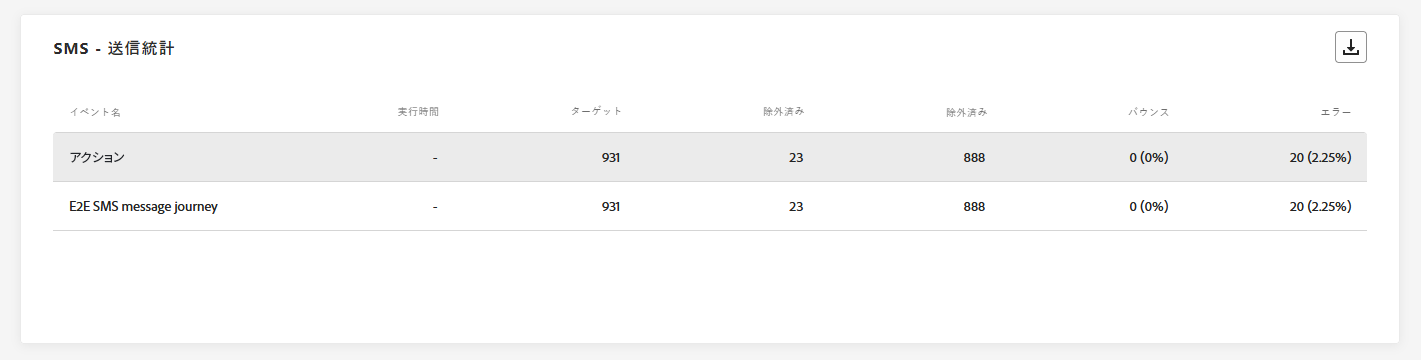 SMS - 送信統計
イベント名 実行時間 ターゲット 除外済み 除外済み バウンス エラー
アクション - 931 23 888 0 (0%) 20 (2.25%)
E2E SMS message journey - 931 23 888 0 (0%) 20 (2.25%)